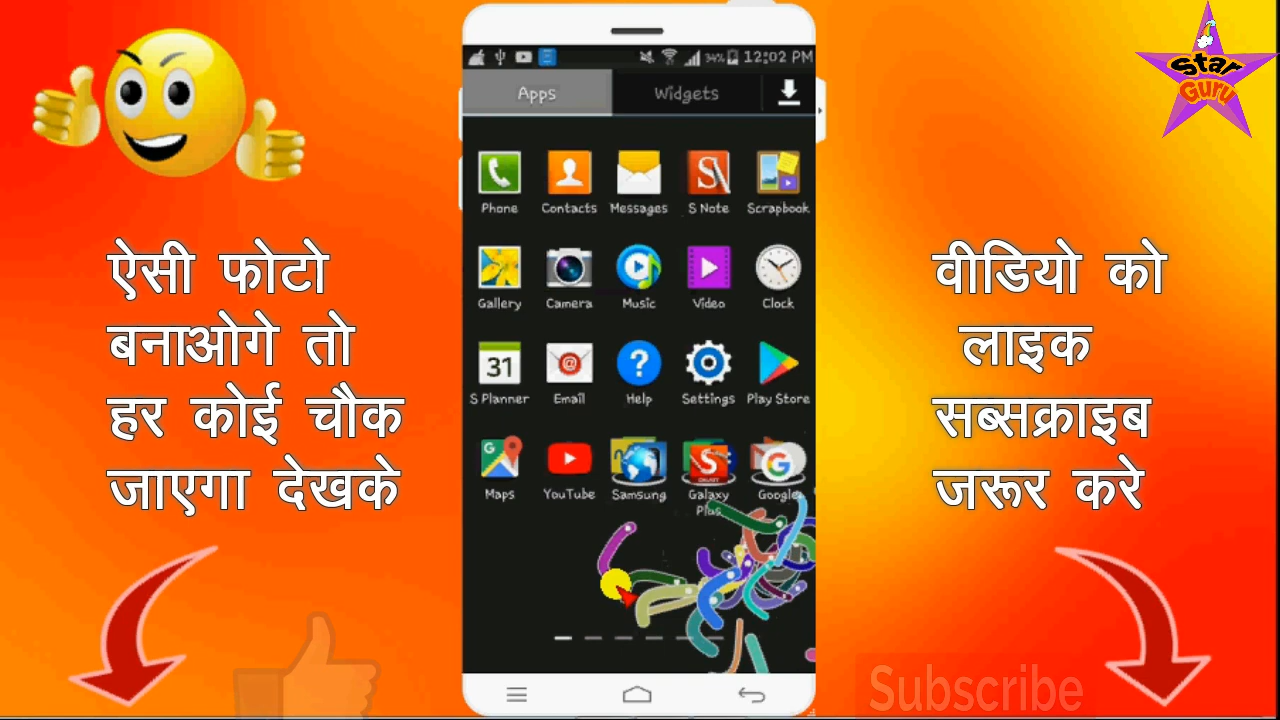 Star
Guru
34% 12:02 PM
Apps Widgets
Phone Contacts Messages S Note Scrapbook
Gallery Camera Music Video Clock
31
S Planner Email Help Settings Play Store
Maps YouTube Samsung Galaxy Plus Google
ऐसी फोटो
बनाओगे तो
हर कोई चौक
जाएगा देखके
वीडियो को
लाइक
सब्सक्राइब
जरूर करे
Subscribe